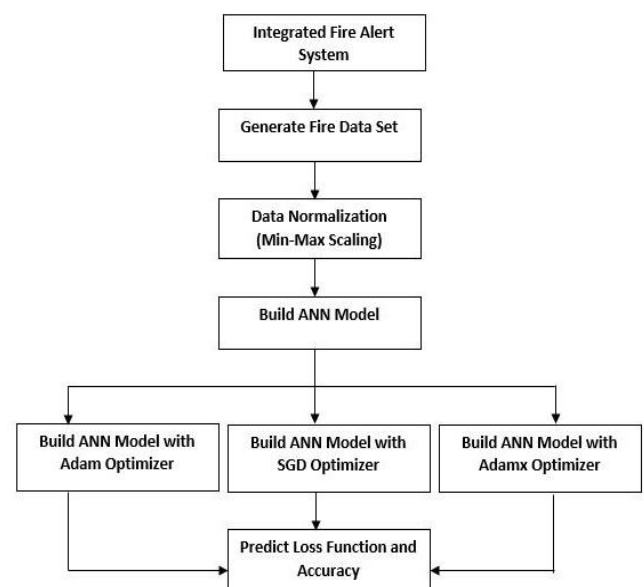 Integrated Fire Alert
System
Generate Fire Data Set
Data Normalization
(Min-Max Scaling)
Build ANN Model
Build ANN Model with
Adam Optimizer
Build ANN Model with
SGD Optimizer
Build ANN Model with
Adamx Optimizer
Predict Loss Function and
Accuracy